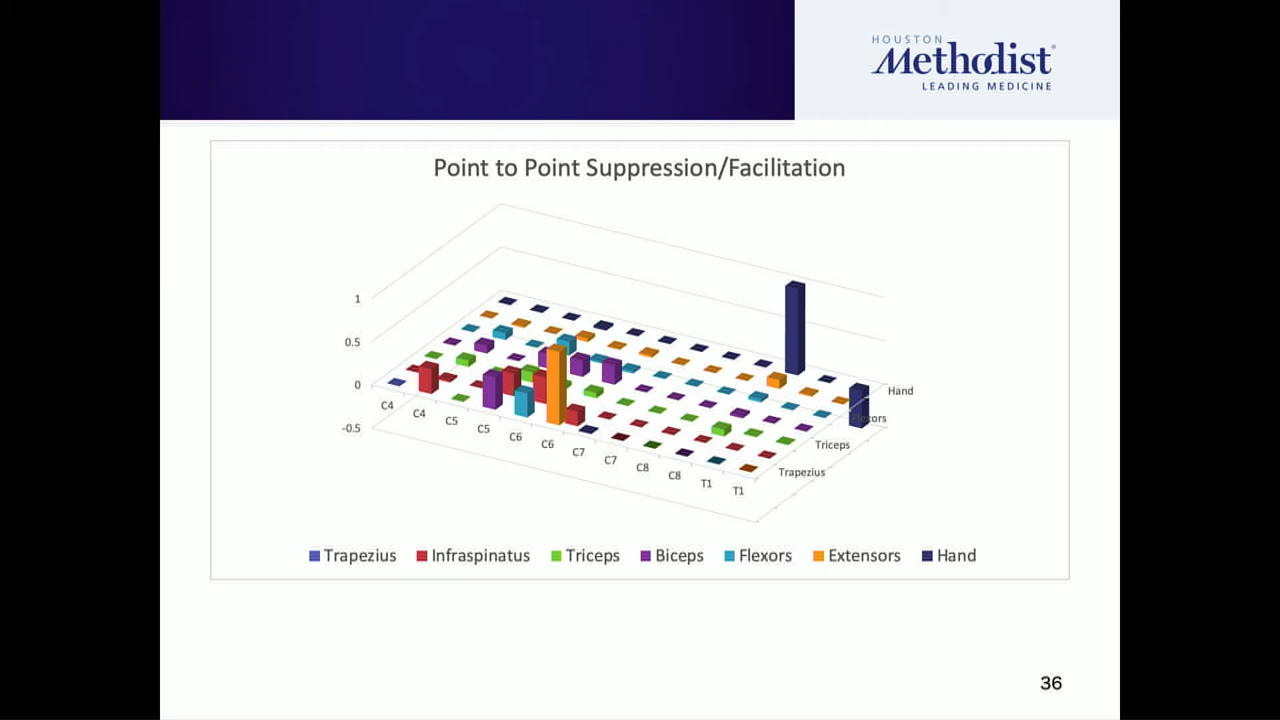 HOUSTON
Methodist®
LEADING MEDICINE
Point to Point Suppression/Facilitation
1
0.5
0
-0.5
C4
C4
C5
C5
C6
C6
C7
C7
C8
C8
T1
T1
Hand
Flexors
Triceps
Trapezius
Trapezius Infraspinatus Triceps Biceps Flexors Extensors Hand
36